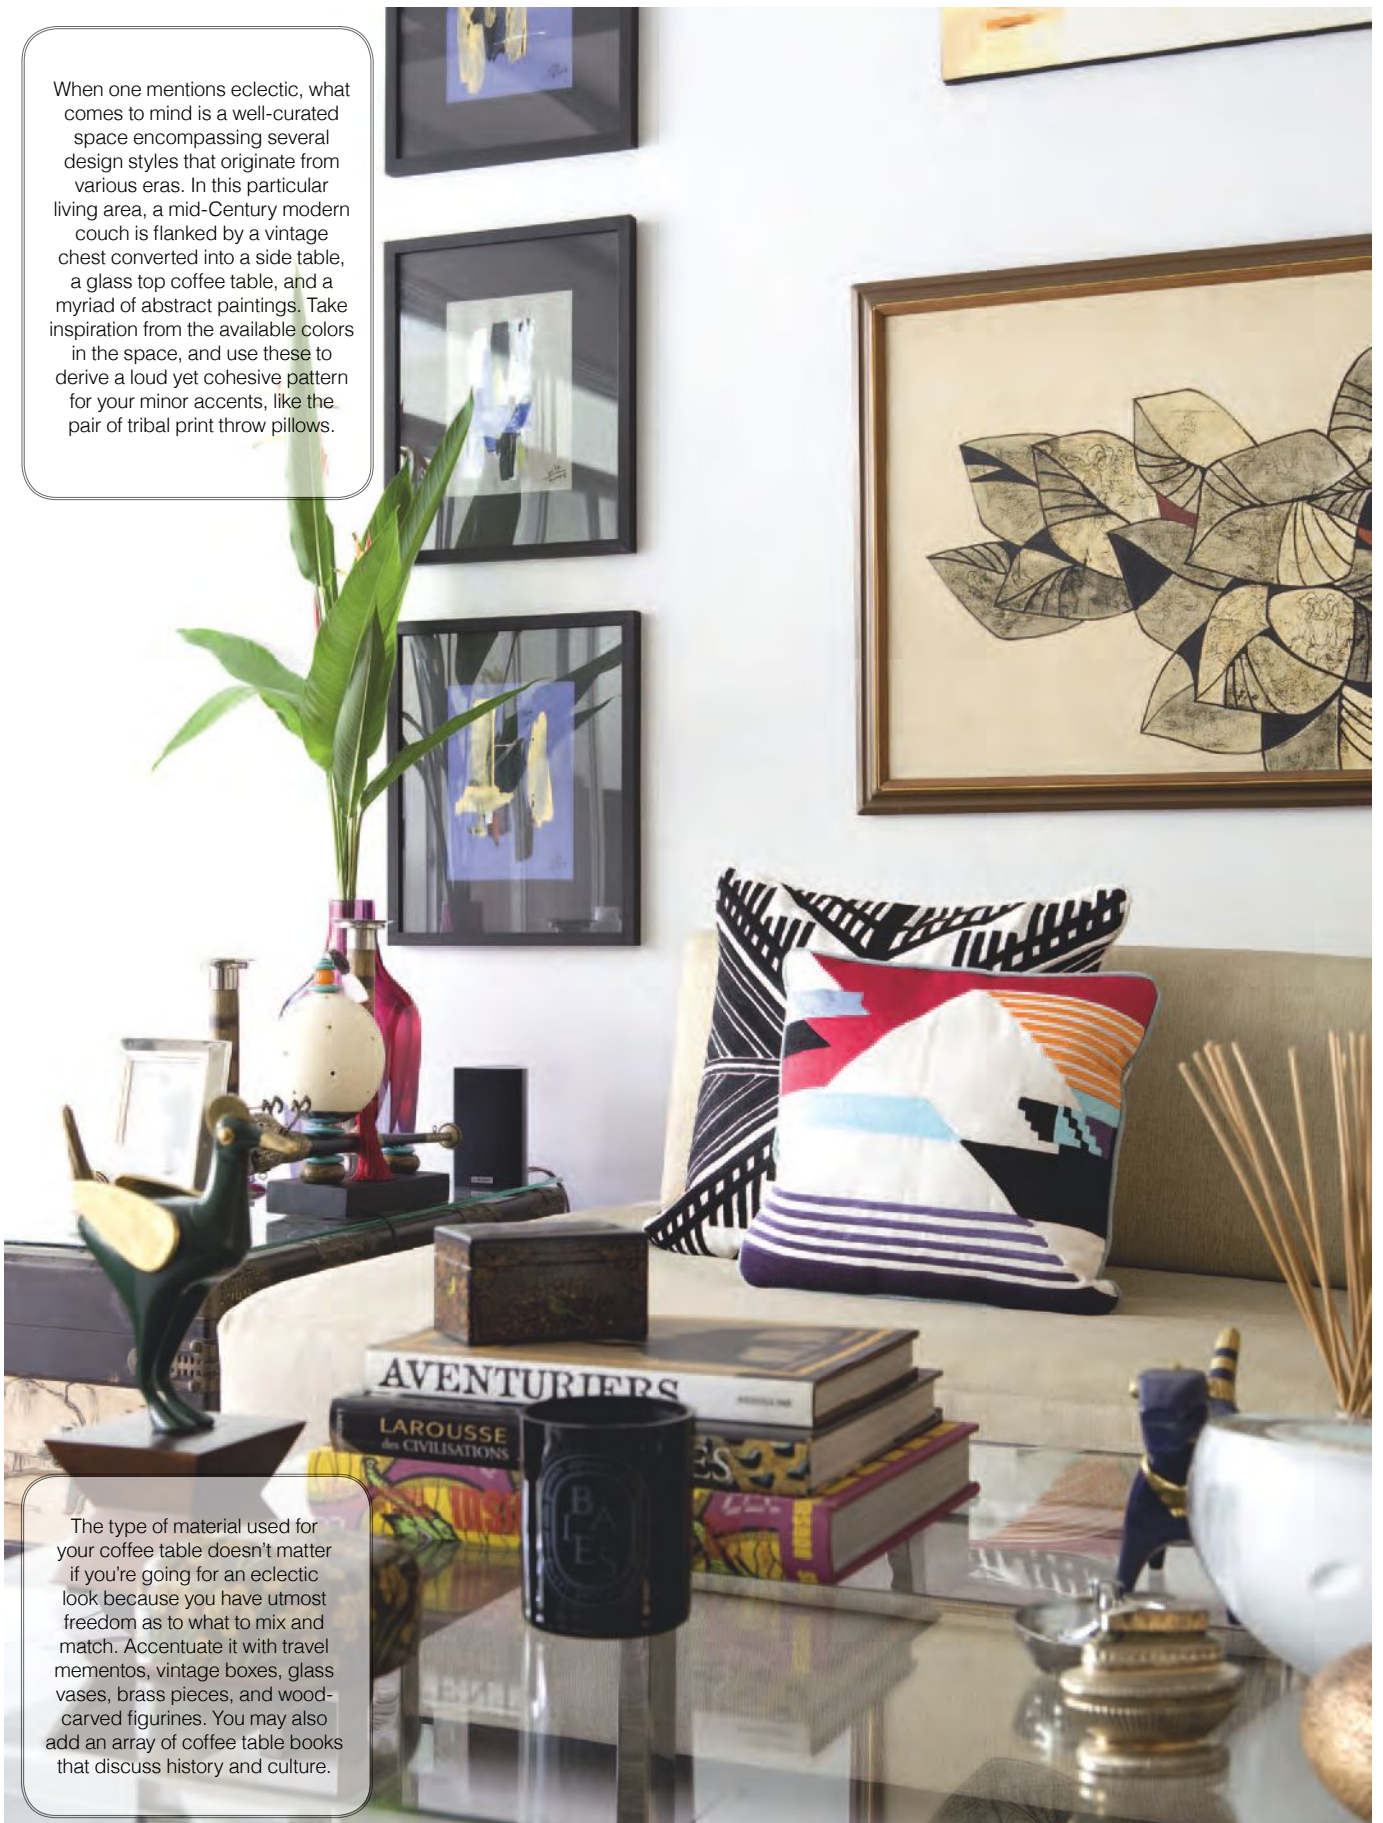 When one mentions eclectic, what
comes to mind is a well-curated
space encompassing several
design styles that originate from
various eras. In this particular
living area, a mid-Century modern
couch is flanked by a vintage
chest converted into a side table,
a glass top coffee table, and a
myriad of abstract paintings. Take
inspiration from the available colors
in the space, and use these to
derive a loud yet cohesive pattern
for your minor accents, like the
pair of tribal print throw pillows.
AVENTURIERS
LAROUSSE
des CIVILISATIONS
ES
BAIES
The type of material used for
your coffee table doesn't matter
if you're going for an eclectic
look because you have utmost
freedom as to what to mix and
match. Accentuate it with travel
mementos, vintage boxes, glass
vases, brass pieces, and wood-
carved figurines. You may also
add an array of coffee table books
that discuss history and culture.